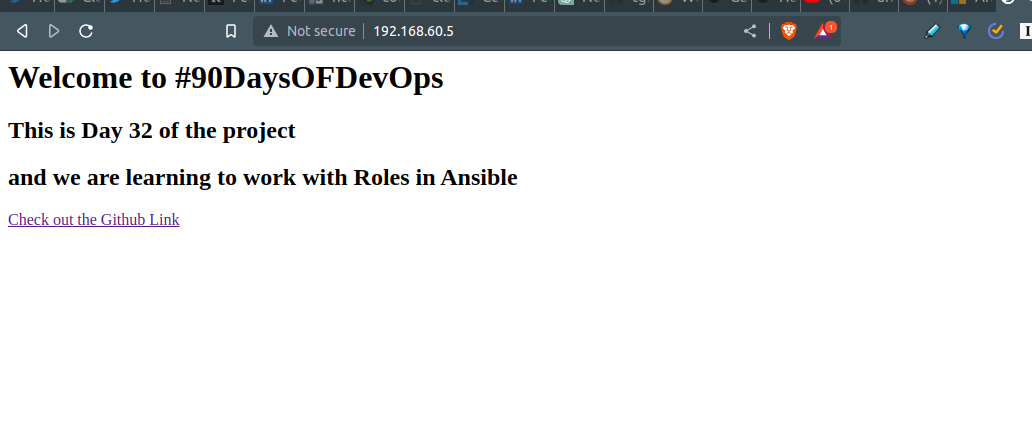 Not secure 192.168.60.5
1
Welcome to #90DaysOFDevOps
This is Day 32 of the project
and we are learning to work with Roles in Ansible
Check out the Github Link